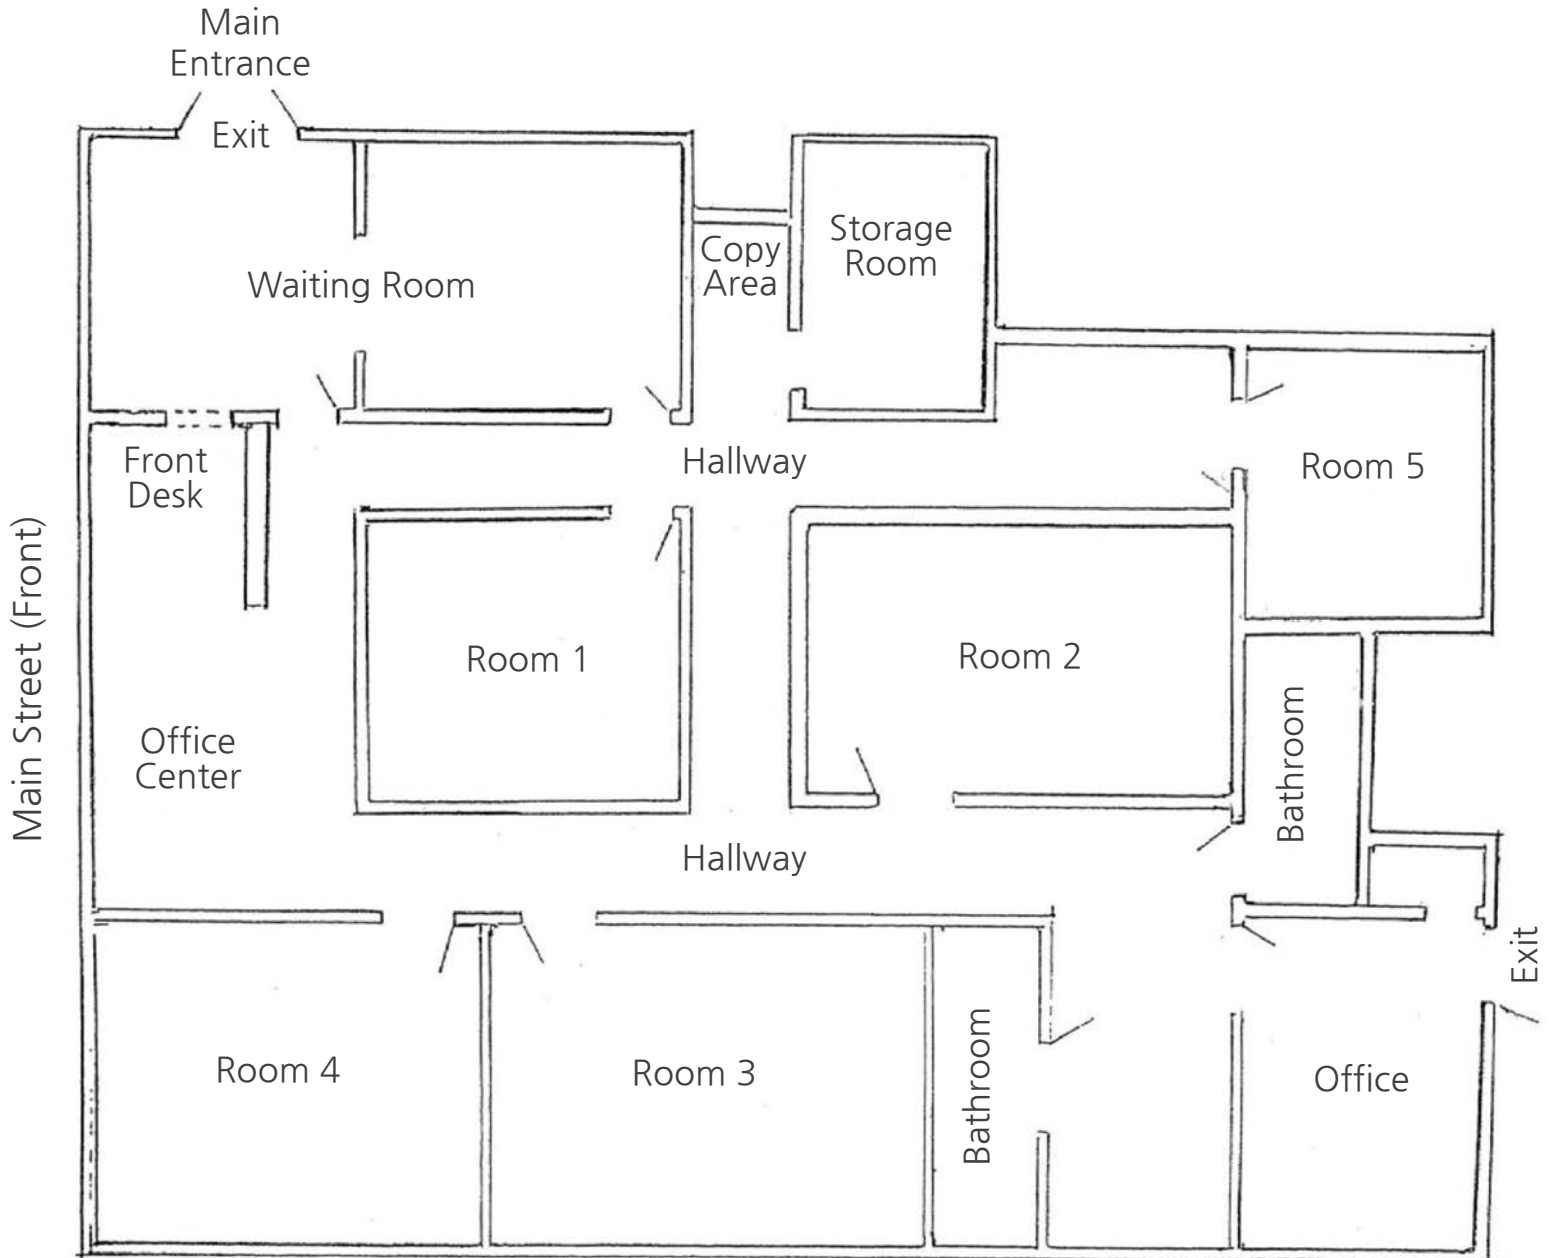 Main
Entrance
Exit
Waiting Room
Copy
Area
Storage
Room
Front
Desk
Hallway
Room 5
Main Street (Front)
Room 1
Room 2
Office
Center
Bathroom
Hallway
Exit
Room 4
Room 3
Bathroom
Office